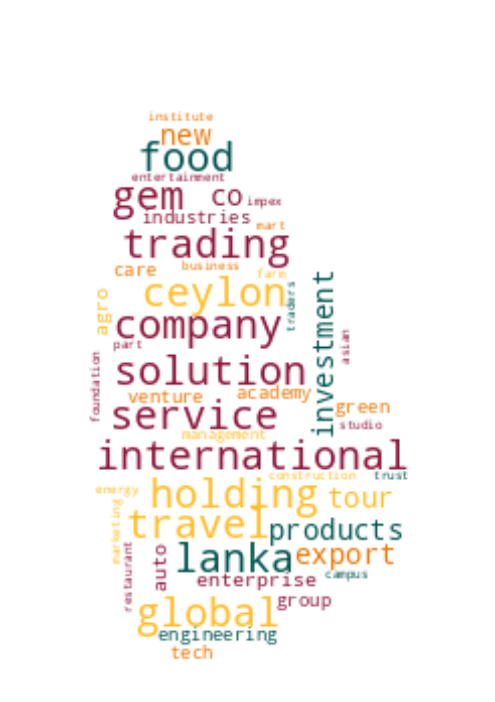 institute
new
food
entertainment
gem co impex
industries
mart
trading
care business farm
ceylon
agro
traders
investment
company
asian
part
foundation
solution
venture academy
green
service
studio
management
international
construction trust
energy
holding tour
marketing
travel products
lanka export
restaurant
auto
campus
enterprise
group
global
engineering
tech